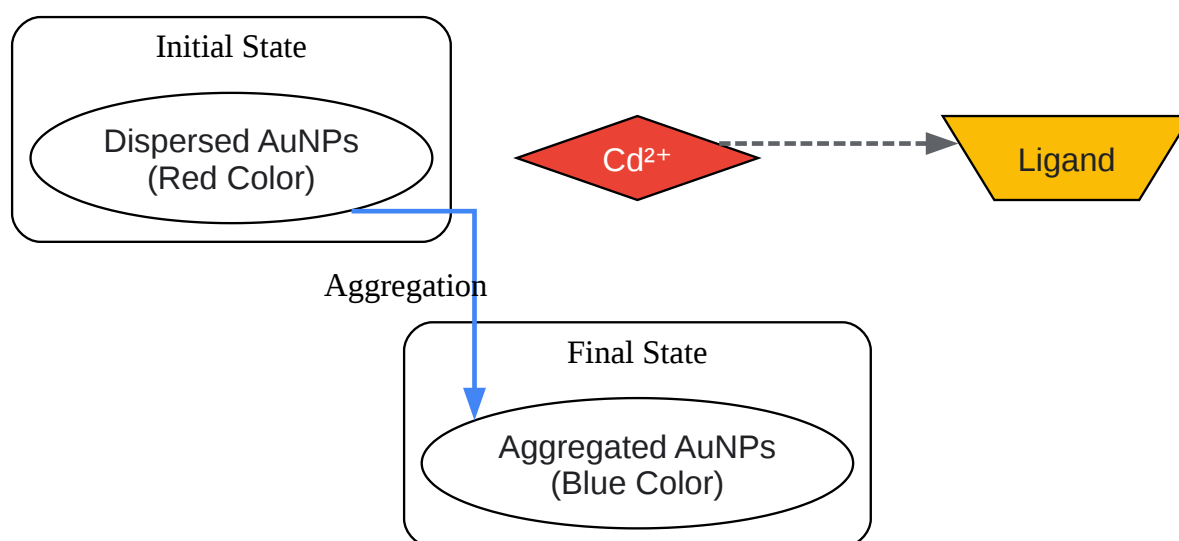 Initial State
Dispersed AuNPs
(Red Color)
Cd²⁺
Ligand
Aggregation
Final State
Aggregated AuNPs
(Blue Color)